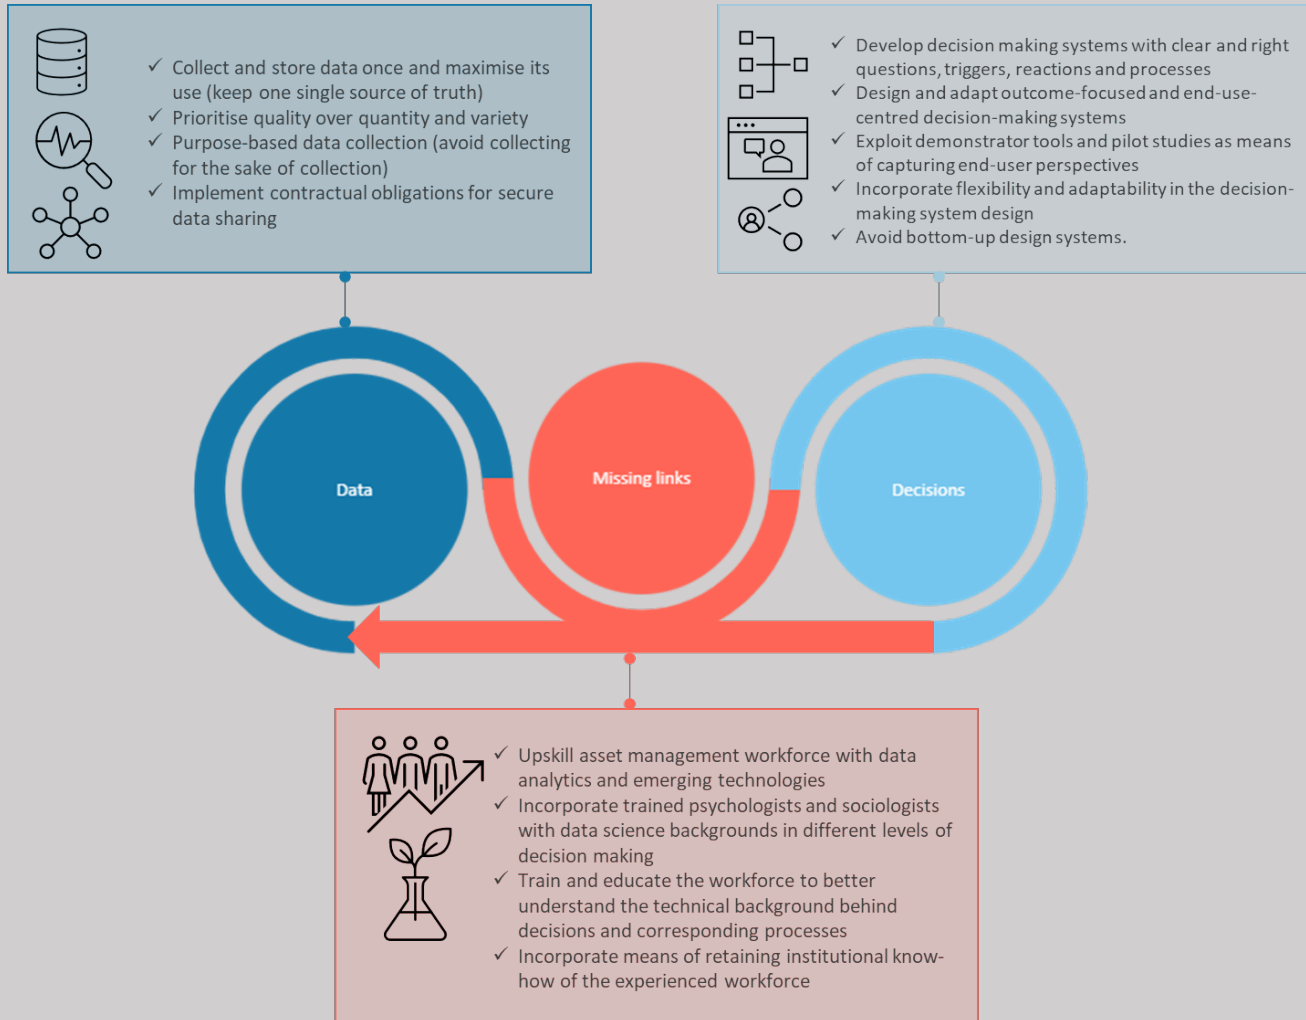 ✓ Collect and store data once and maximise its
use (keep one single source of truth)
✓ Prioritise quality over quantity and variety
✓ Purpose-based data collection (avoid collecting
for the sake of collection)
✓ Implement contractual obligations for secure
data sharing
✓ Develop decision making systems with clear and right
questions, triggers, reactions and processes
✓ Design and adapt outcome-focused and end-use-
centred decision-making systems
✓ Exploit demonstrator tools and pilot studies as means
of capturing end-user perspectives
✓ Incorporate flexibility and adaptability in the decision-
making system design
✓ Avoid bottom-up design systems.
Data
Missing links
Decisions
✓ Upskill asset management workforce with data
analytics and emerging technologies
✓ Incorporate trained psychologists and sociologists
with data science backgrounds in different levels of
decision making
✓ Train and educate the workforce to better
understand the technical background behind
decisions and corresponding processes
✓ Incorporate means of retaining institutional know-
how of the experienced workforce